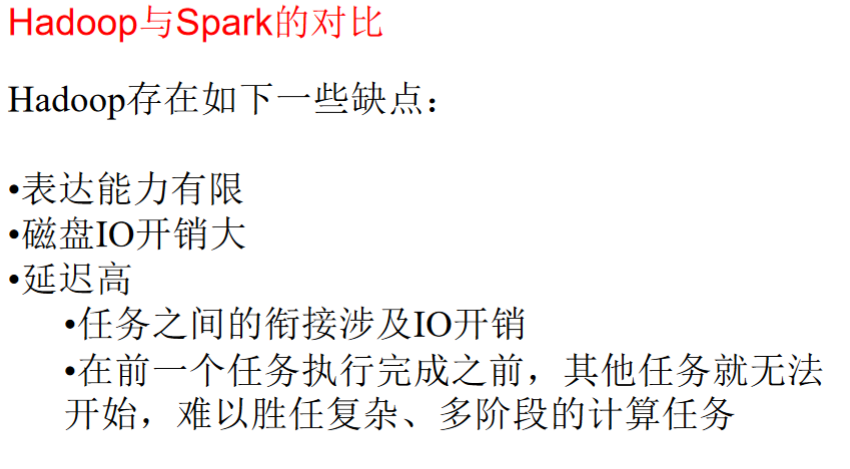 Hadoop与Spark的对比
Hadoop存在如下一些缺点：
•表达能力有限
•磁盘IO开销大
•延迟高
•任务之间的衔接涉及IO开销
•在前一个任务执行完成之前，其他任务就无法
开始，难以胜任复杂、多阶段的计算任务